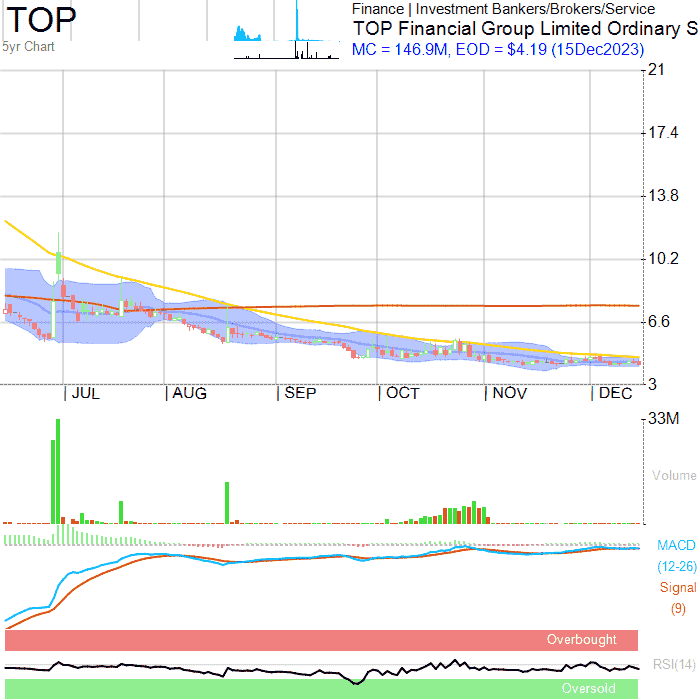 TOP
5yr Chart
Finance | Investment Bankers/Brokers/Service
TOP Financial Group Limited Ordinary S
MC = 146.9M, EOD = $4.19 (15Dec2023)
21
17.4
13.8
10.2
6.6
3
JUL AUG SEP OCT NOV DEC
33M
Volume
MACD
(12-26)
Signal
(9)
Overbought
RSI(14)
Oversold